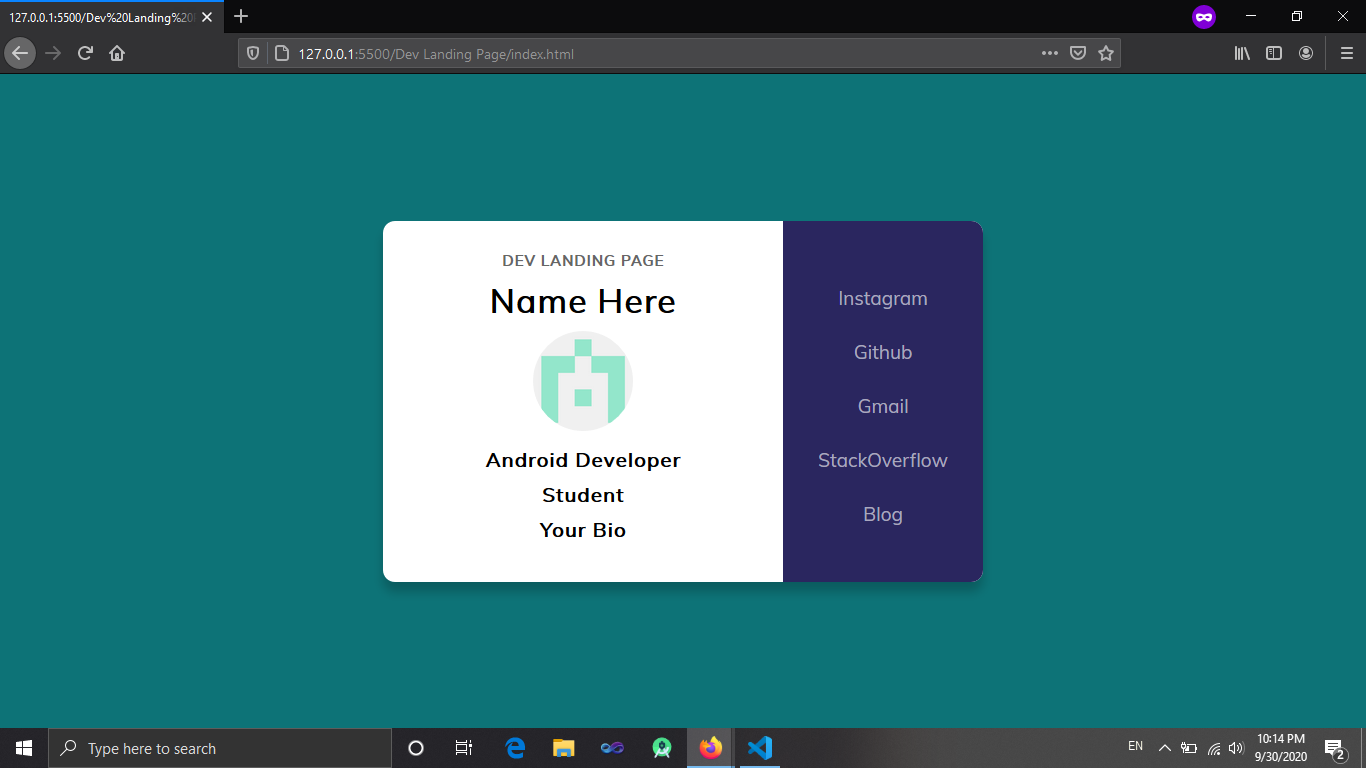 127.0.0.1:5500/Dev%20Landing%20
127.0.0.1:5500/Dev Landing Page/index.html
DEV LANDING PAGE
Name Here
Android Developer
Student
Your Bio
Instagram
Github
Gmail
StackOverflow
Blog
Type here to search
EN
10:14 PM
9/30/2020
2